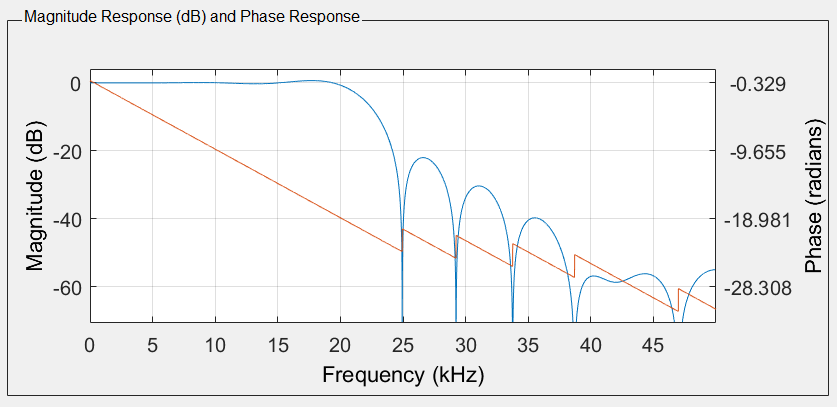 Magnitude Response (dB) and Phase Response
Magnitude (dB)
0
-20
-40
-60
-0.329
-9.655
-18.981
-28.308
Phase (radians)
0 5 10 15 20 25 30 35 40 45
Frequency (kHz)